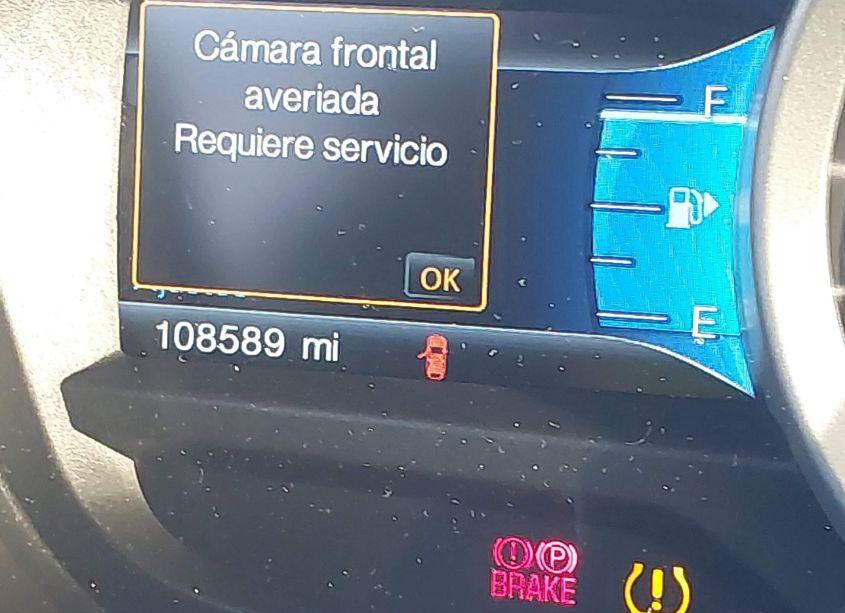 Cámara frontal
averiada
Requiere servicio
OK
F
E
108589 mi
(!) (P)
BRAKE
(!)